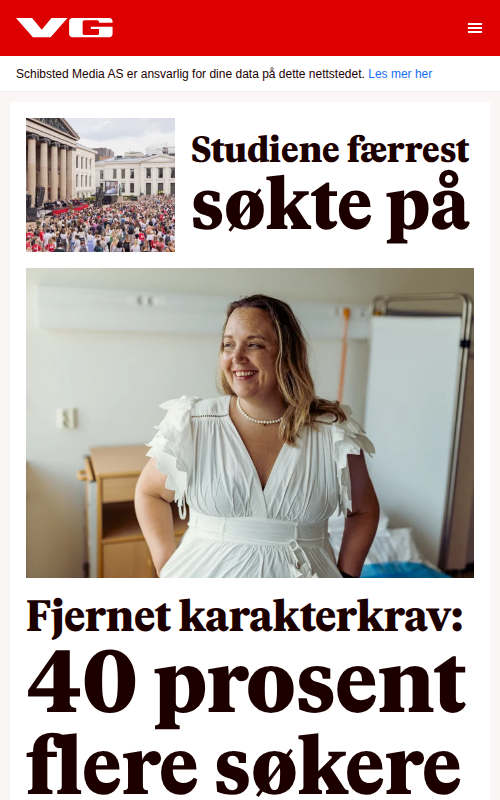 VG
Schibsted Media AS er ansvarlig for dine data på dette nettstedet. Les mer her
Studiene færrest
søkte på
Fjernet karakterkrav:
40 prosent
flere søkere